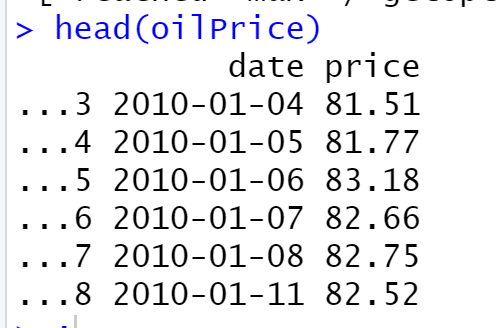 > head(oilPrice)
date price
...3 2010-01-04 81.51
...4 2010-01-05 81.77
...5 2010-01-06 83.18
...6 2010-01-07 82.66
...7 2010-01-08 82.75
...8 2010-01-11 82.52